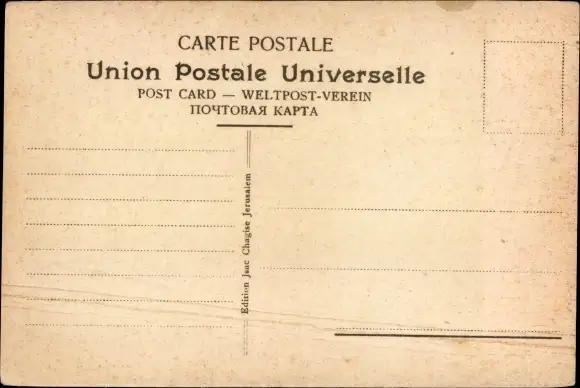 CARTE POSTALE
Union Postale Universelle
POST CARD — WELTPOST-VEREIN
ПОЧТОВАЯ КАРТА
Edition Jsac Chagise Jerusalem